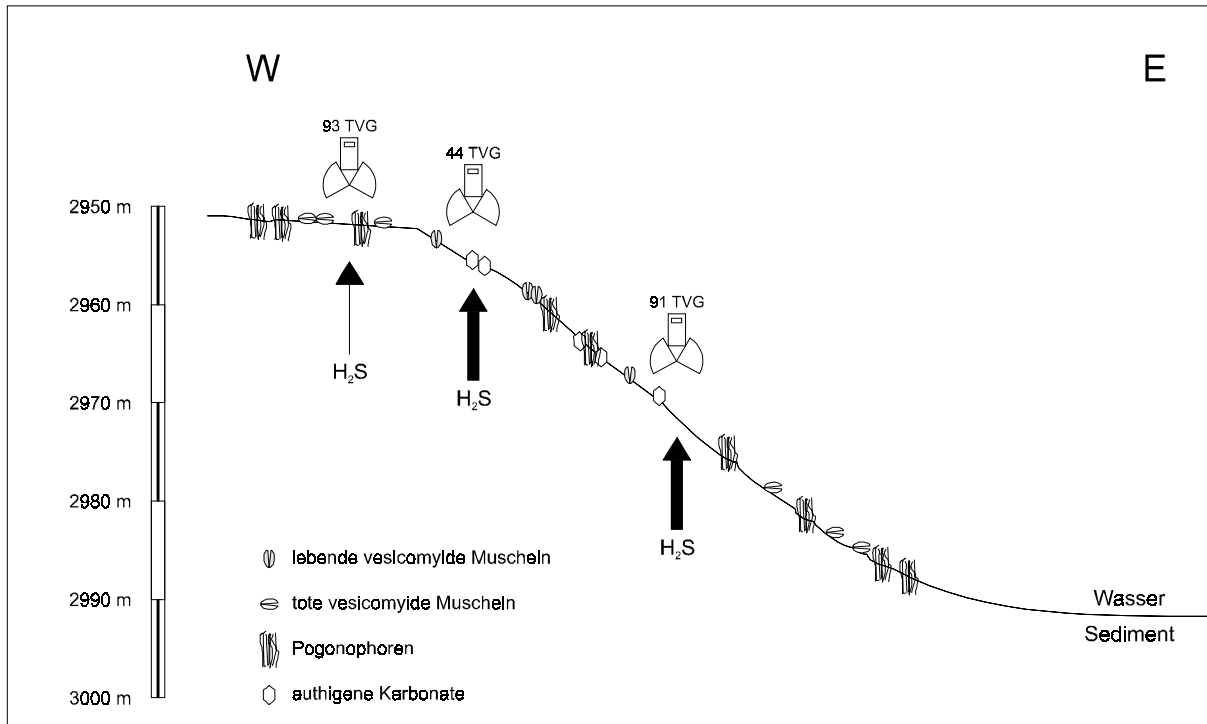 W
E
93 TVG
44 TVG
2950 m
2960 m
91 TVG
H₂S
H₂S
2970 m
2980 m
H₂S
lebende vesicomyide Muscheln
2990 m
tote vesicomyide Muscheln
Wasser
Sediment
Pogonophoren
authigene Karbonate
3000 m